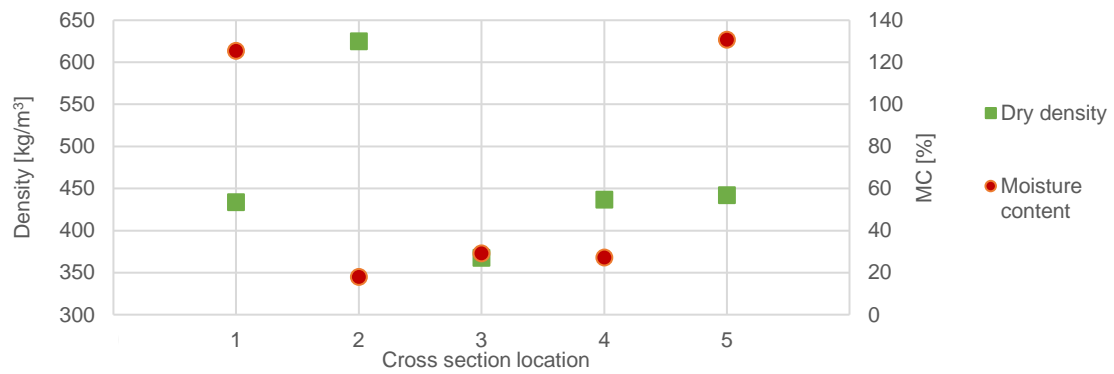 650
600
550
500
450
400
350
300
Density [kg/m³]
140
120
100
80
60
40
20
0
MC [%]
1 2 3 4 5
Cross section location
Dry density
Moisture
content